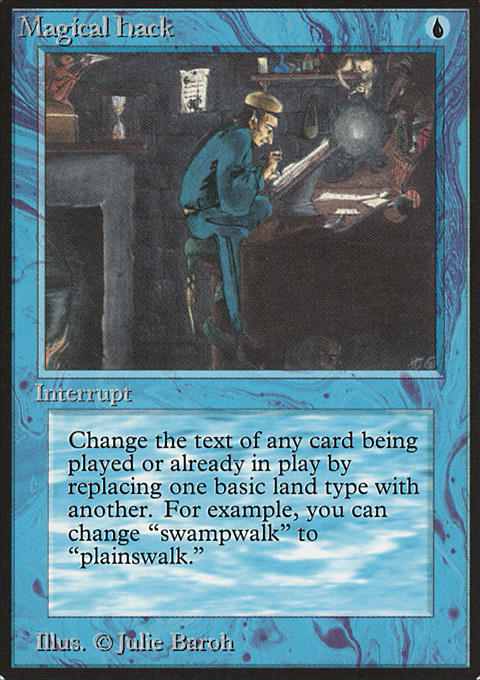 Magical Hack
Interrupt
Change the text of any card being
played or already in play by
replacing one basic land type with
another. For example, you can
change “swampwalk” to
“plainswalk.”
Illus. © Julie Baroh